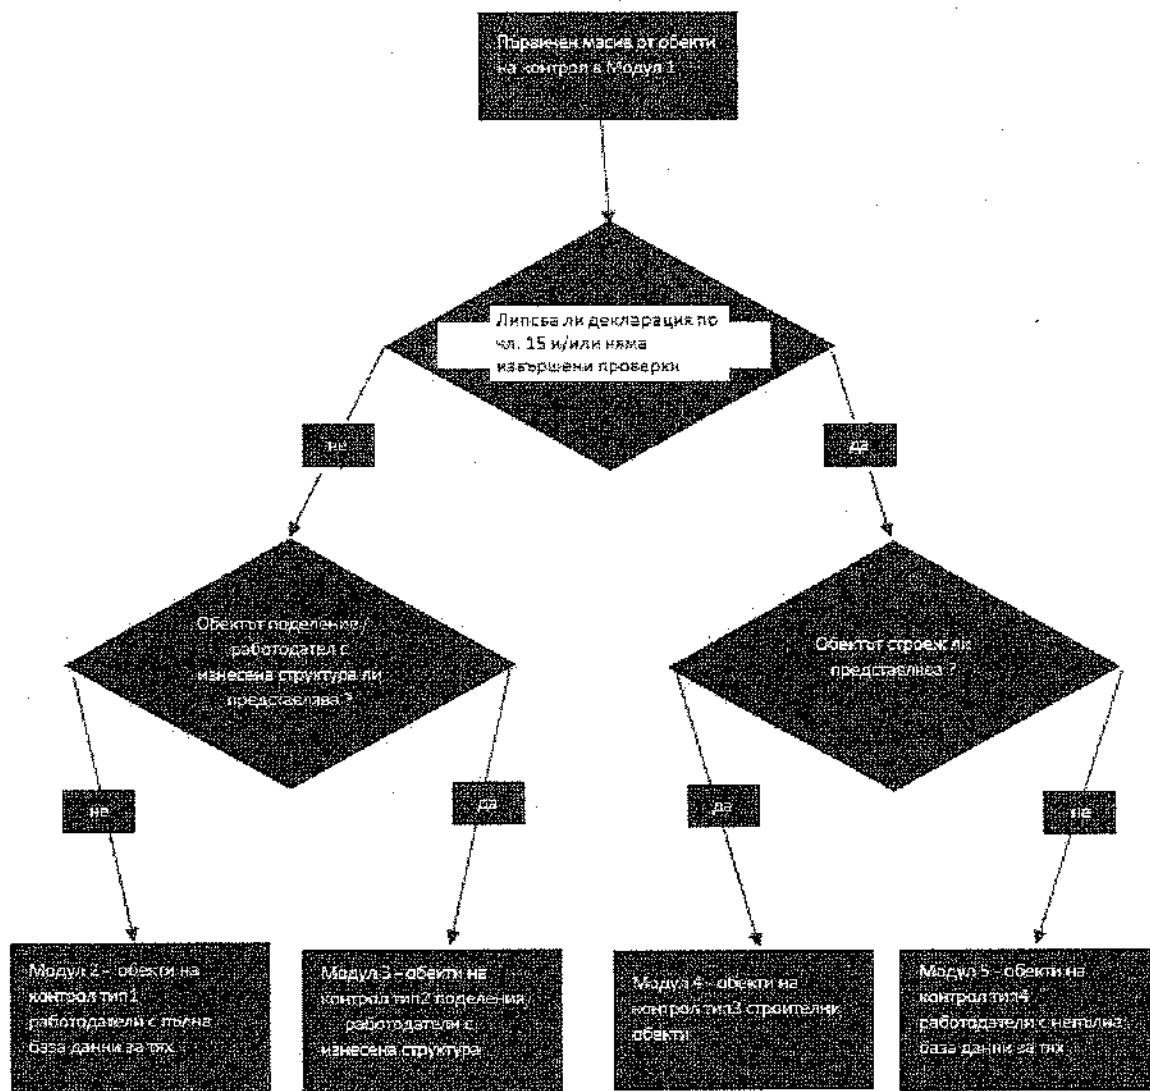 Първичен масив от обекти
на контрол в Модул 1
Липсва ли декларация по
чл. 15 и/или няма
извършени проверки
не
да
Обектът поделение/
работодател с
изнесена структура ли
представлява ?
Обектът строеж ли
представлява ?
не
да
да
не
Модул 2 – обекти на
контрол тип1
работодатели с пълна
база данни за тях
Модул 3 – обекти на
контрол тип2 поделения/
работодатели с
изнесена структура
Модул 4 – обекти на
контрол тип3 строителни
обекти
Модул 5 – обекти на
контрол тип4
работодатели с непълна
база данни за тях